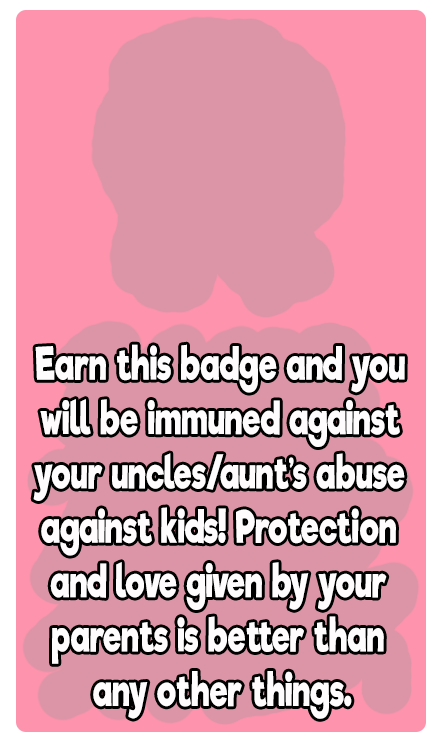 Earn this badge and you
will be immuned against
your uncles/aunt's abuse
against kids! Protection
and love given by your
parents is better than
any other things.